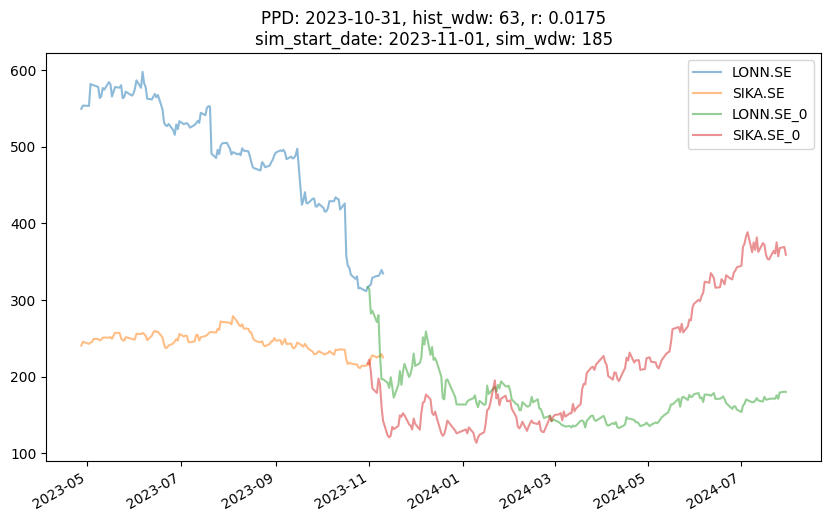 PPD: 2023-10-31, hist_wdw: 63, r: 0.0175
sim_start_date: 2023-11-01, sim_wdw: 185
LONN.SE
SIKA.SE
LONN.SE_0
SIKA.SE_0
600
500
400
300
200
100
2023-05
2023-07
2023-09
2023-11
2024-01
2024-03
2024-05
2024-07